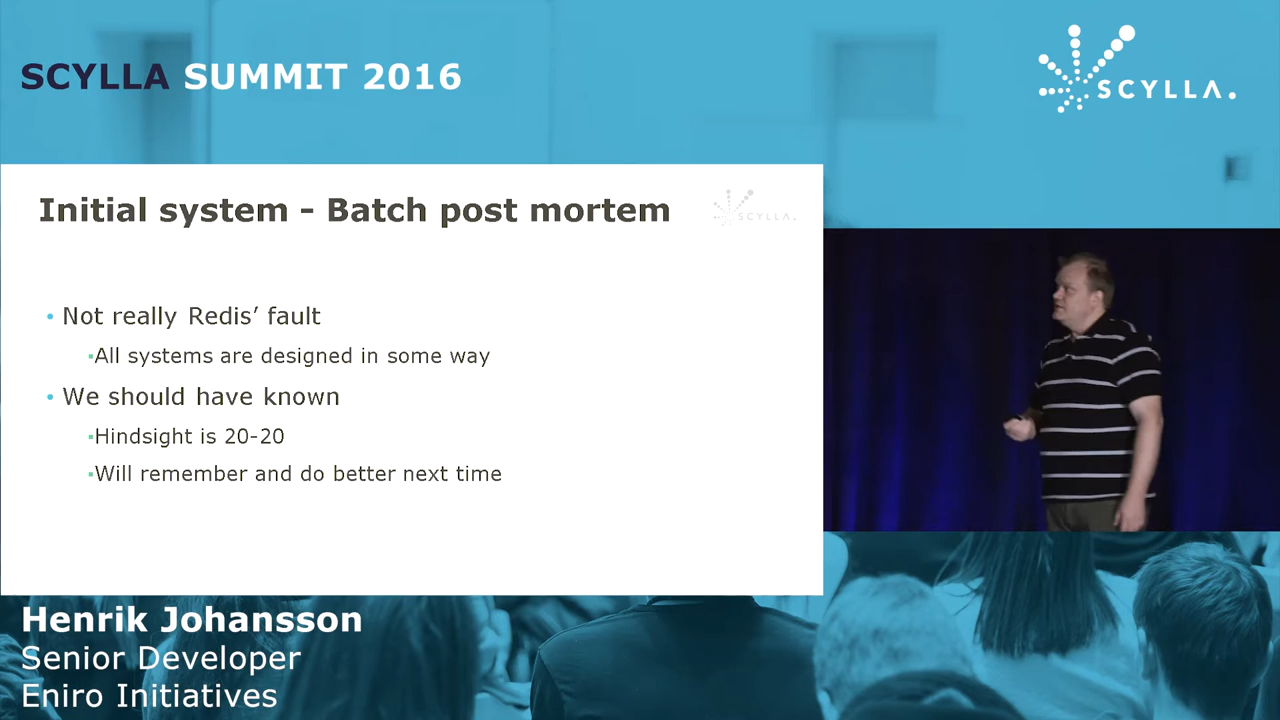 SCYLLA SUMMIT 2016
SCYLLA.
Initial system - Batch post mortem
SCYLLA.
• Not really Redis’ fault
▪All systems are designed in some way
• We should have known
▪Hindsight is 20-20
▪Will remember and do better next time
Henrik Johansson
Senior Developer
Eniro Initiatives